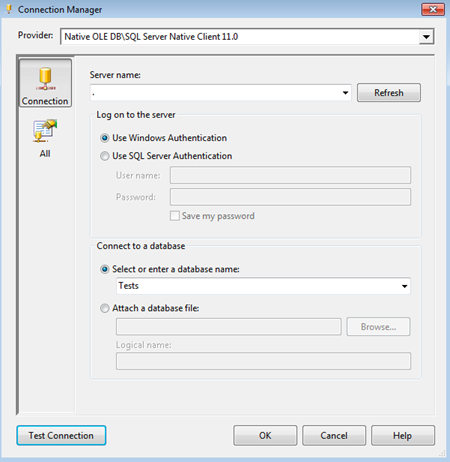 Connection Manager
Provider: Native OLE DB\SQL Server Native Client 11.0
Connection
All
Server name:
.
Refresh
Log on to the server
Use Windows Authentication
Use SQL Server Authentication
User name:
Password:
Save my password
Connect to a database
Select or enter a database name:
Tests
Attach a database file:
Browse...
Logical name:
Test Connection
OK
Cancel
Help